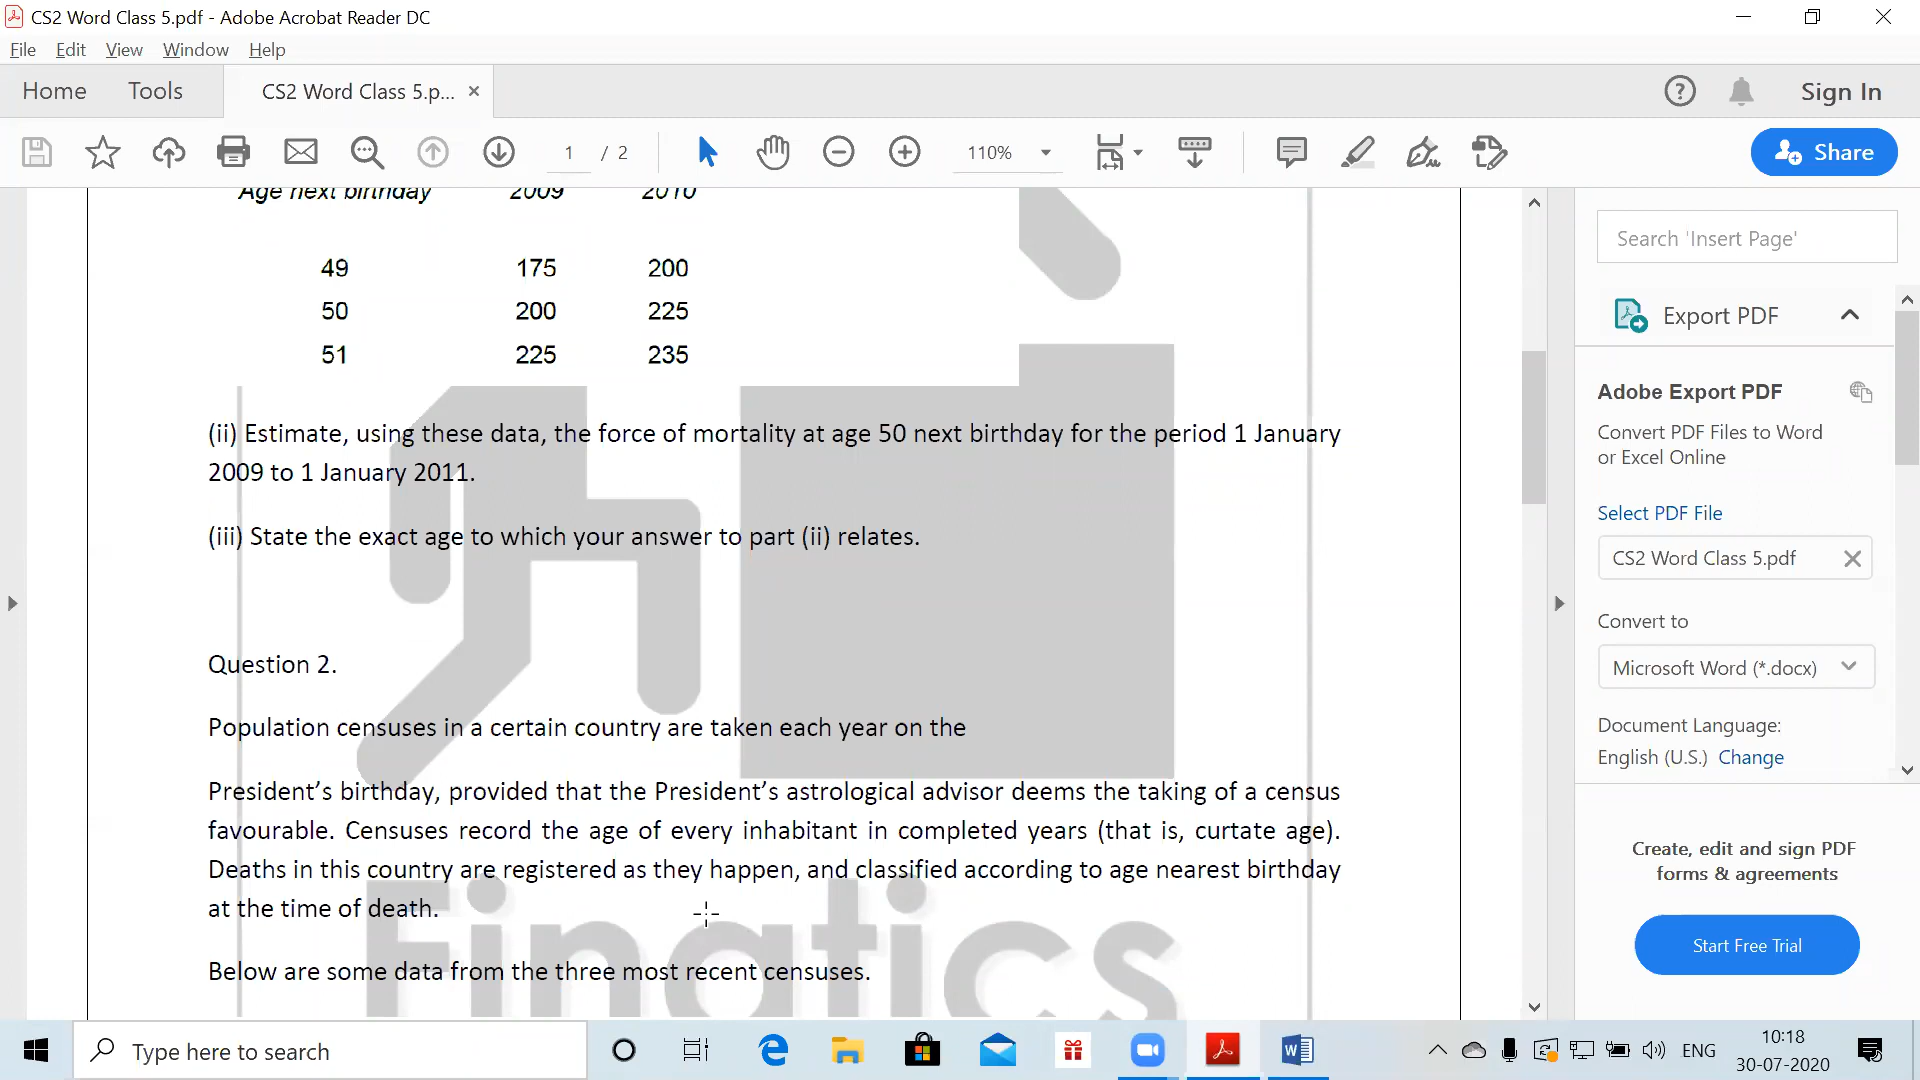 CS2 Word Class 5.pdf - Adobe Acrobat Reader DC
File Edit View Window Help
Home Tools CS2 Word Class 5.p... × Sign In
1 / 2 110% Share
Age next birthday 2009 2010
49 175 200
50 200 225
51 225 235
(ii) Estimate, using these data, the force of mortality at age 50 next birthday for the period 1 January
2009 to 1 January 2011.
(iii) State the exact age to which your answer to part (ii) relates.
Question 2.
Population censuses in a certain country are taken each year on the
President’s birthday, provided that the President’s astrological advisor deems the taking of a census
favourable. Censuses record the age of every inhabitant in completed years (that is, curtate age).
Deaths in this country are registered as they happen, and classified according to age nearest birthday
at the time of death.
Below are some data from the three most recent censuses.
Finatics
Search 'Insert Page'
Export PDF
Adobe Export PDF
Convert PDF Files to Word
or Excel Online
Select PDF File
CS2 Word Class 5.pdf
Convert to
Microsoft Word (*.docx)
Document Language:
English (U.S.) Change
Create, edit and sign PDF
forms & agreements
Start Free Trial
Type here to search
ENG
10:18
30-07-2020